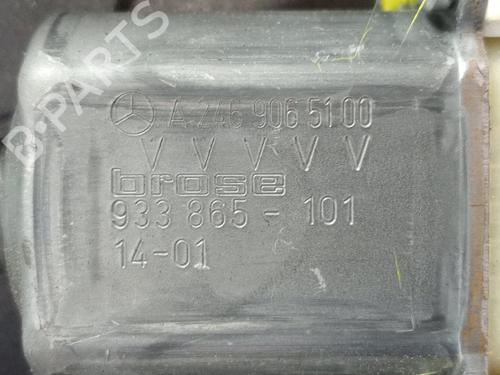 A 246 906 51 00
V V V V V
brose
933 865 - 101
14-01
B-PARTS